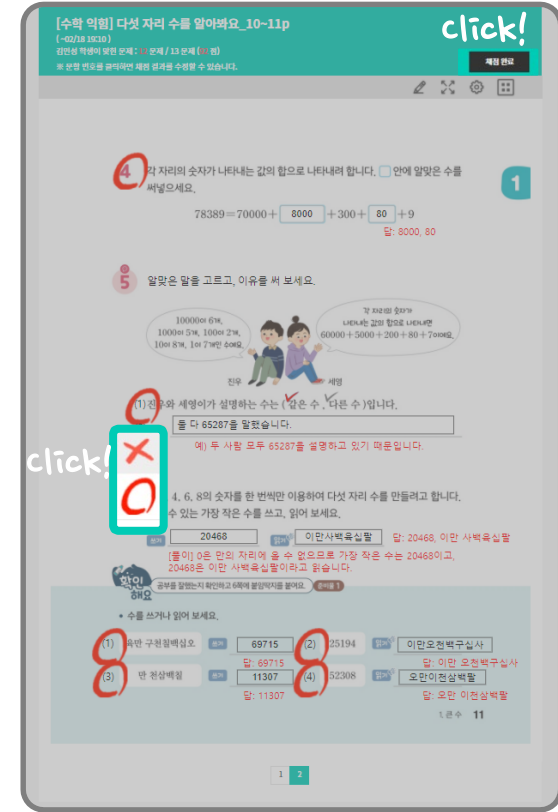 [수학 익힘] 다섯 자리 수를 알아봐요_10~11p
click!
(~02/18 19:10)
김민성 학생이 맞힌 문제 : 12 문제 / 13 문제
※ 문항 번호를 클릭하면 채점 결과를 수정할 수 있습니다.
채점 완료
4 각 자리의 숫자가 나타내는 값의 합으로 나타내려 합니다. □ 안에 알맞은 수를
써넣으세요.
1
78389=70000+ 8000 +300+ 80 +9
답: 8000, 80
5 알맞은 말을 고르고, 이유를 써 보세요.
10000이 6개,
1000이 5개, 100이 2개,
10이 8개, 1이 7개인 수예요.
각 자리의 숫자가
나타내는 값의 합으로 나타내면
60000+5000+200+80+7이에요.
진우
세영
(1) 진우와 세영이가 설명하는 수는 ( 같은 수 , 다른 수 )입니다.
둘 다 65287을 말했습니다.
예) 두 사람 모두 65287을 설명하고 있기 때문입니다.
click!
4, 6, 8의 숫자를 한 번씩만 이용하여 다섯 자리 수를 만들려고 합니다.
수 있는 가장 작은 수를 쓰고, 읽어 보세요.
쓰기 20468 읽기 이만사백육십팔 답: 20468, 이만 사백육십팔
[풀이] 0은 만의 자리에 올 수 없으므로 가장 작은 수는 20468이고,
20468은 이만 사백육십팔이라고 읽습니다.
확인
해요
공부를 잘했는지 확인하고 6쪽에 붙임딱지를 붙여요. 준비물 1
• 수를 쓰거나 읽어 보세요.
(1) 육만 구천칠백십오 쓰기 69715 (2) 25194 읽기 이만오천백구십사
답: 69715 답: 이만 오천백구십사
(3) 만 천삼백칠 쓰기 11307 (4) 52308 읽기 오만이천삼백팔
답: 11307 답: 오만 이천삼백팔
11
1 2